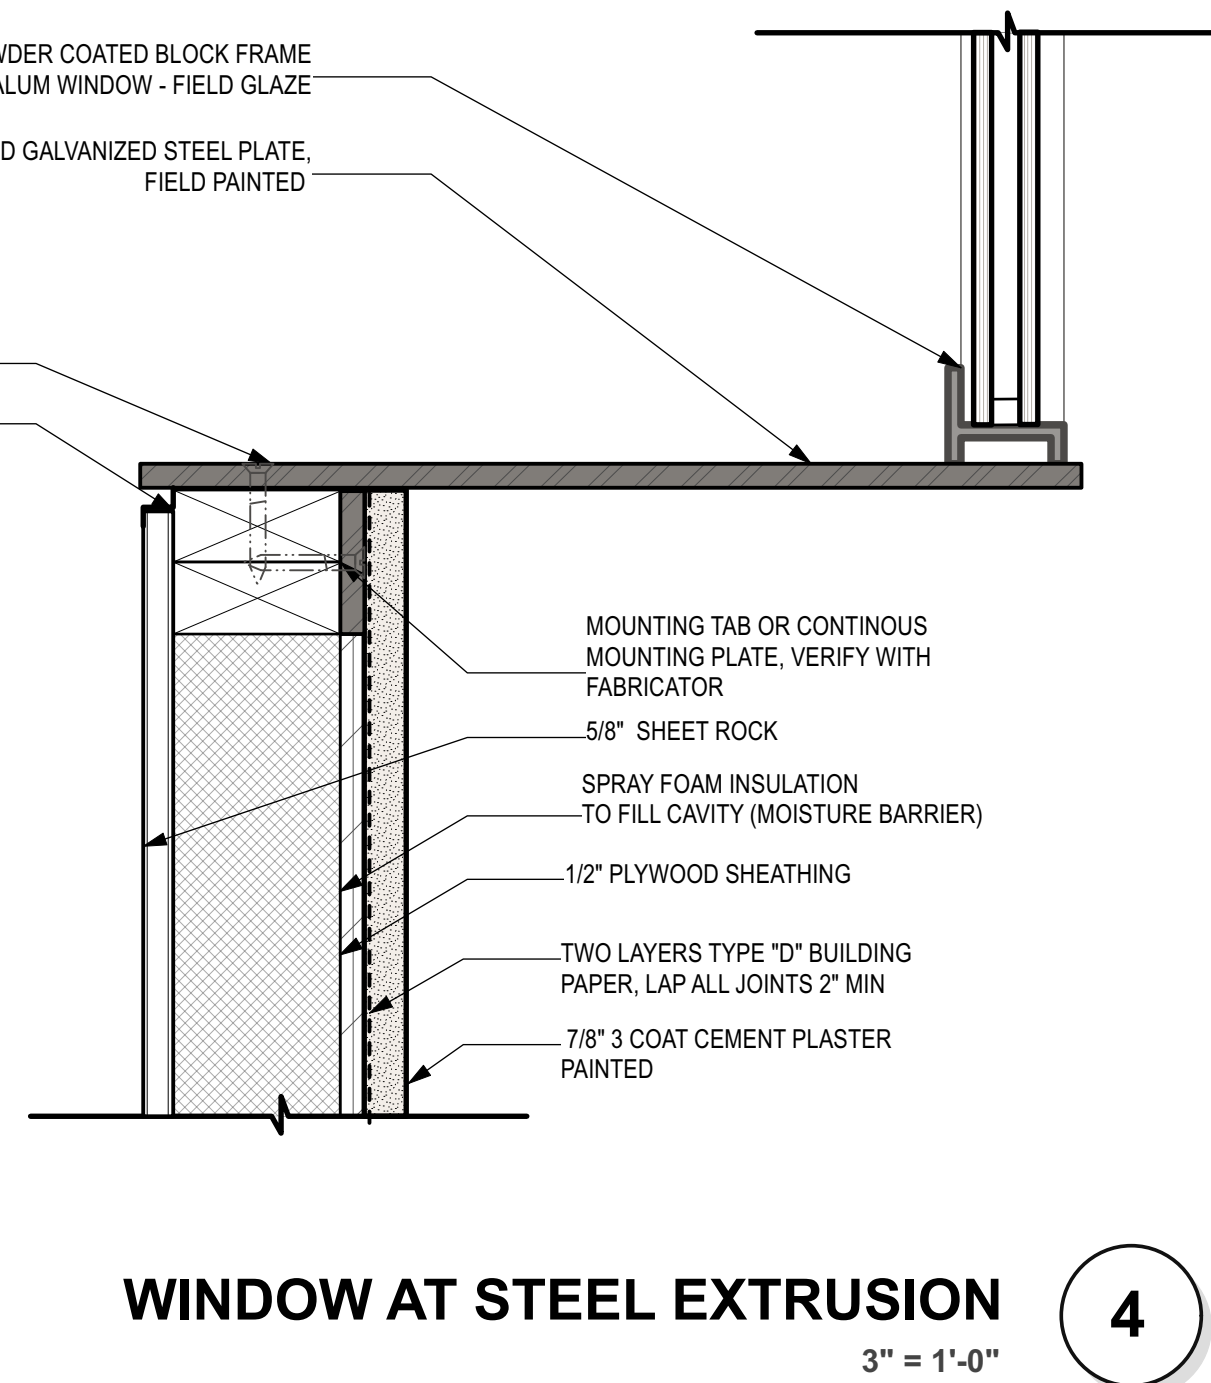 WDER COATED BLOCK FRAME
ALUM WINDOW - FIELD GLAZE
D GALVANIZED STEEL PLATE,
FIELD PAINTED
MOUNTING TAB OR CONTINOUS
MOUNTING PLATE, VERIFY WITH
FABRICATOR
5/8" SHEET ROCK
SPRAY FOAM INSULATION
TO FILL CAVITY (MOISTURE BARRIER)
1/2" PLYWOOD SHEATHING
TWO LAYERS TYPE "D" BUILDING
PAPER, LAP ALL JOINTS 2" MIN
7/8" 3 COAT CEMENT PLASTER
PAINTED
WINDOW AT STEEL EXTRUSION
4
3" = 1'-0"